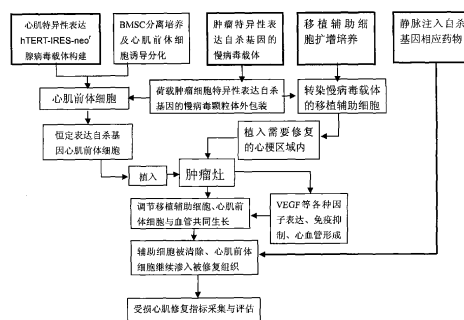 心肌特异性表达
hTERT-IRES-neoʳ
腺病毒载体构建
BMSC分离培养
及心肌前体细
胞诱导分化
肿瘤特异性表
达自杀基因的
慢病毒载体
移植辅助细
胞扩增培养
静脉注入自杀
基因相应药物
心肌前体细胞
荷载肿瘤细胞特异性表达自杀
基因的慢病毒颗粒体外包装
转染慢病毒载体
的移植辅助细胞
恒定表达自杀基
因心肌前体细胞
植入需要修复
的心梗区域内
植入
肿瘤灶
调节移植辅助细胞、心肌前
体细胞与血管共同生长
VEGF等各种因
子表达、免疫抑
制、心血管形成
辅助细胞被清除、心肌前体
细胞继续渗入被修复组织
受损心肌修复指标采集与评估